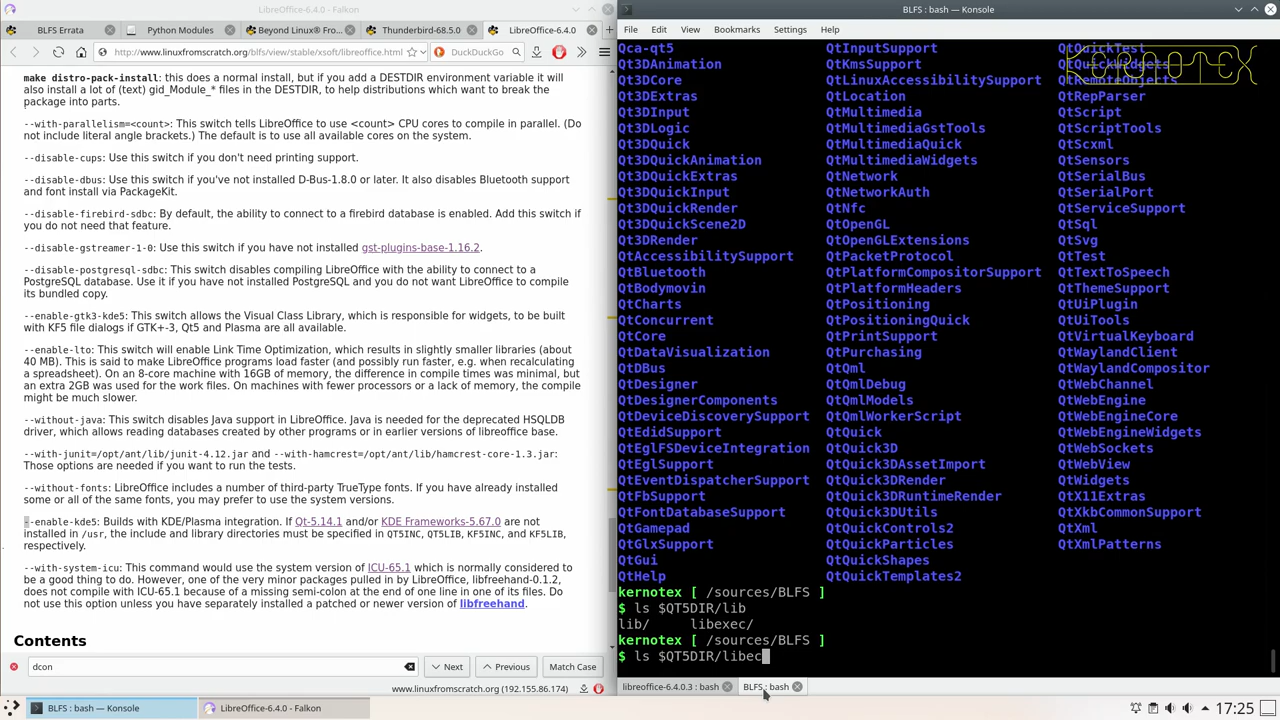 LibreOffice-6.4.0 - Falkon
BLFS Errata
Python Modules
Beyond Linux® Fro...
Thunderbird-68.5.0
LibreOffice-6.4.0
http://www.linuxfromscratch.org/blfs/view/stable/xsoft/libreoffice.html
DuckDuckGo
make distro-pack-install: this does a normal install, but if you add a DESTDIR environment variable it will
also install a lot of (text) gid_Module_* files in the DESTDIR, to help distributions which want to break the
package into parts.
--with-parallelism=<count>: This switch tells LibreOffice to use <count> CPU cores to compile in parallel. (Do
not include literal angle brackets.) The default is to use all available cores on the system.
--disable-cups: Use this switch if you don't need printing support.
--disable-dbus: Use this switch if you've not installed D-Bus-1.8.0 or later. It also disables Bluetooth support
and font install via PackageKit.
--disable-firebird-sdbc: By default, the ability to connect to a firebird database is enabled. Add this switch if
you do not need that feature.
--disable-gstreamer-1-0: Use this switch if you have not installed gst-plugins-base-1.16.2.
--disable-postgresql-sdbc: This switch disables compiling LibreOffice with the ability to connect to a
PostgreSQL database. Use it if you have not installed PostgreSQL and you do not want LibreOffice to compile
its bundled copy.
--enable-gtk3-kde5: This switch allows the Visual Class Library, which is responsible for widgets, to be built
with KF5 file dialogs if GTK+-3, Qt5 and Plasma are all available.
--enable-lto: This switch will enable Link Time Optimization, which results in slightly smaller libraries (about
40 MB). This is said to make LibreOffice programs load faster (and possibly run faster, e.g. when recalculating
a spreadsheet). On an 8-core machine with 16GB of memory, the difference in compile times was minimal, but
an extra 2GB was used for the work files. On machines with fewer processors or a lack of memory, the compile
might be much slower.
--without-java: This switch disables Java support in LibreOffice. Java is needed for the deprecated HSQLDB
driver, which allows reading databases created by other programs or in earlier versions of libreoffice base.
--with-junit=/opt/ant/lib/junit-4.12.jar and --with-hamcrest=/opt/ant/lib/hamcrest-core-1.3.jar:
Those options are needed if you want to run the tests.
--without-fonts: LibreOffice includes a number of third-party TrueType fonts. If you have already installed
some or all of the same fonts, you may prefer to use the system versions.
--enable-kde5: Builds with KDE/Plasma integration. If Qt-5.14.1 and/or KDE Frameworks-5.67.0 are not
installed in /usr, the include and library directories must be specified in QT5INC, QT5LIB, KF5INC, and KF5LIB,
respectively.
--with-system-icu: This command would use the system version of ICU-65.1 which is normally considered to
be a good thing to do. However, one of the very minor packages pulled in by LibreOffice, libfreehand-0.1.2,
does not compile with ICU-65.1 because of a missing semi-colon at the end of one line in one of its files. Do
not use this option unless you have separately installed a patched or newer version of libfreehand.
Contents
dcon
Next
Previous
Match Case
www.linuxfromscratch.org (192.155.86.174)
BLFS : bash — Konsole
File Edit View Bookmarks Settings Help
KERNOTEX
Qca-qt5 QtInputSupport QtQuickTest
Qt3DAnimation QtKmsSupport QtQuickWidgets
Qt3DCore QtLinuxAccessibilitySupport QtRemoteObjects
Qt3DExtras QtLocation QtRepParser
Qt3DInput QtMultimedia QtScript
Qt3DLogic QtMultimediaGstTools QtScriptTools
Qt3DQuick QtMultimediaQuick QtScxml
Qt3DQuickAnimation QtMultimediaWidgets QtSensors
Qt3DQuickExtras QtNetwork QtSerialBus
Qt3DQuickInput QtNetworkAuth QtSerialPort
Qt3DQuickRender QtNfc QtServiceSupport
Qt3DQuickScene2D QtOpenGL QtSql
Qt3DRender QtOpenGLExtensions QtSvg
QtAccessibilitySupport QtPacketProtocol QtTest
QtBluetooth QtPlatformCompositorSupport QtTextToSpeech
QtBodymovin QtPlatformHeaders QtThemeSupport
QtCharts QtPositioning QtUiPlugin
QtConcurrent QtPositioningQuick QtUiTools
QtCore QtPrintSupport QtVirtualKeyboard
QtDataVisualization QtPurchasing QtWaylandClient
QtDBus QtQml QtWaylandCompositor
QtDesigner QtQmlDebug QtWebChannel
QtDesignerComponents QtQmlModels QtWebEngine
QtDeviceDiscoverySupport QtQmlWorkerScript QtWebEngineCore
QtEdidSupport QtQuick QtWebEngineWidgets
QtEglFSDeviceIntegration QtQuick3D QtWebSockets
QtEglSupport QtQuick3DAssetImport QtWebView
QtEventDispatcherSupport QtQuick3DRender QtWidgets
QtFbSupport QtQuick3DRuntimeRender QtX11Extras
QtFontDatabaseSupport QtQuick3DUtils QtXkbCommonSupport
QtGamepad QtQuickControls2 QtXml
QtGlxSupport QtQuickParticles QtXmlPatterns
QtGui QtQuickShapes
QtHelp QtQuickTemplates2
kernotex [ /sources/BLFS ]
$ ls $QT5DIR/lib
lib/ libexec/
kernotex [ /sources/BLFS ]
$ ls $QT5DIR/libec
libreoffice-6.4.0.3 : bash
BLFS : bash
BLFS : bash — Konsole
LibreOffice-6.4.0 - Falkon
17:25